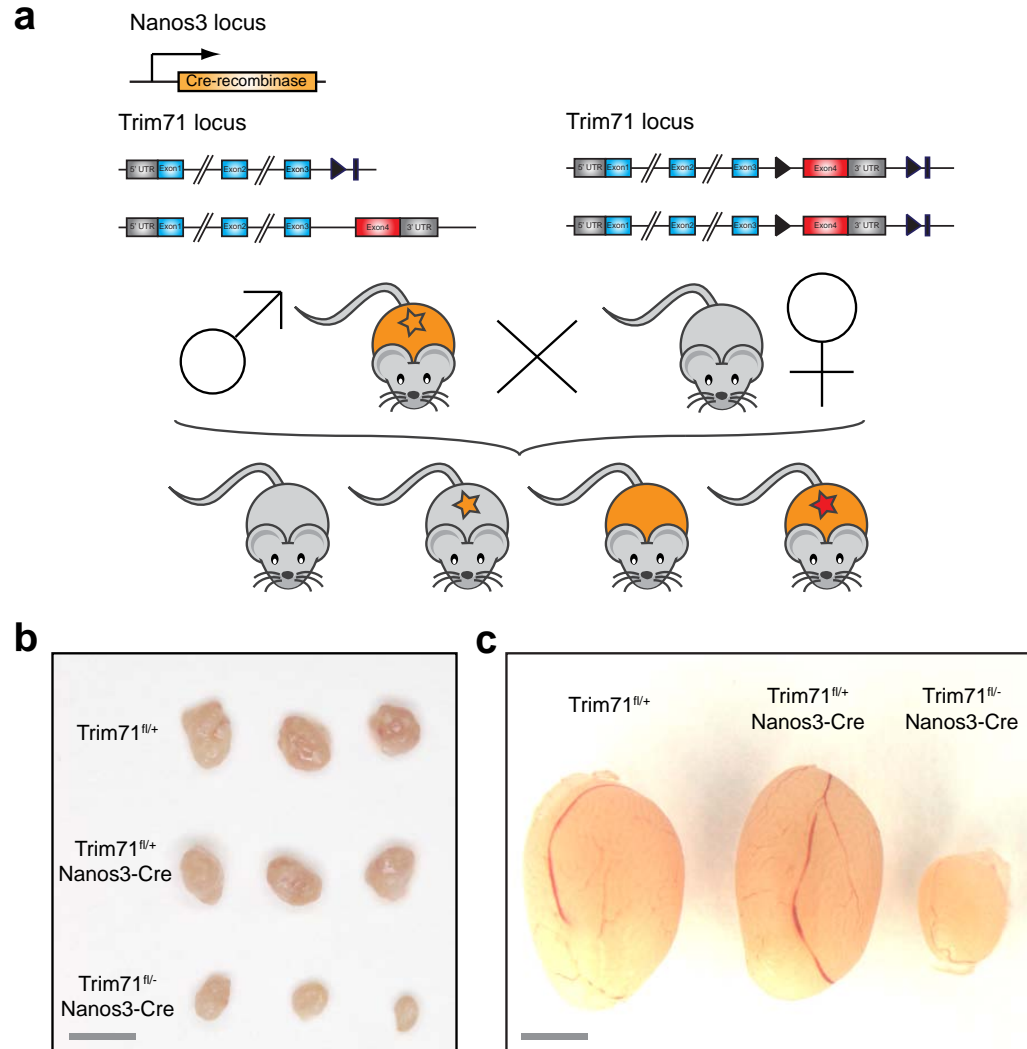 a
Nanos3 locus
Cre-recombinase
Trim71 locus
5' UTR Exon1 Exon2 Exon3
5' UTR Exon1 Exon2 Exon3 Exon4 3' UTR
Trim71 locus
5' UTR Exon1 Exon2 Exon3 Exon4 3' UTR
5' UTR Exon1 Exon2 Exon3 Exon4 3' UTR
b
Trim71fl/+
Trim71fl/+
Nanos3-Cre
Trim71fl/-
Nanos3-Cre
c
Trim71fl/+
Trim71fl/+
Nanos3-Cre
Trim71fl/-
Nanos3-Cre